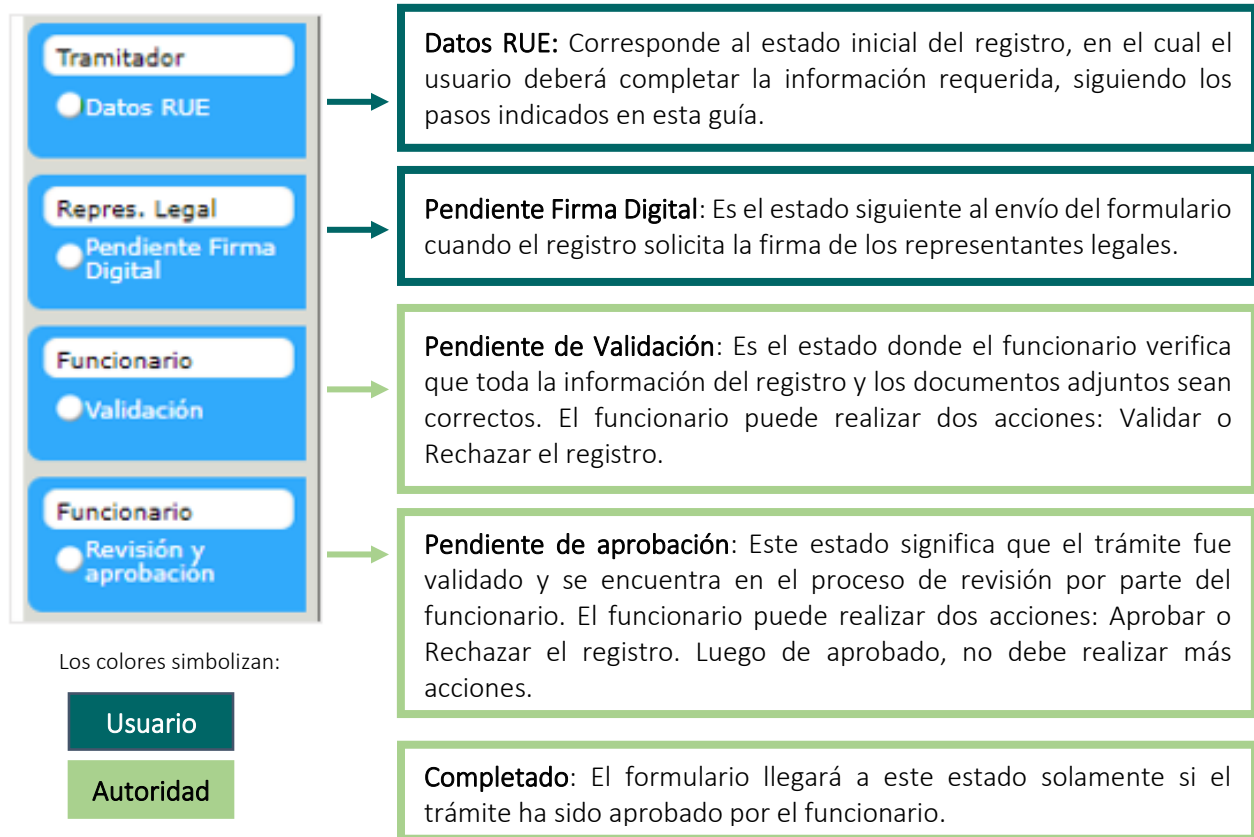 Tramitador
Datos RUE
Datos RUE: Corresponde al estado inicial del registro, en el cual el
usuario deberá completar la información requerida, siguiendo los
pasos indicados en esta guía.
Repres. Legal
Pendiente Firma
Digital
Pendiente Firma Digital: Es el estado siguiente al envío del formulario
cuando el registro solicita la firma de los representantes legales.
Funcionario
Validación
Pendiente de Validación: Es el estado donde el funcionario verifica
que toda la información del registro y los documentos adjuntos sean
correctos. El funcionario puede realizar dos acciones: Validar o
Rechazar el registro.
Funcionario
Revisión y
aprobación
Pendiente de aprobación: Este estado significa que el trámite fue
validado y se encuentra en el proceso de revisión por parte del
funcionario. El funcionario puede realizar dos acciones: Aprobar o
Rechazar el registro. Luego de aprobado, no debe realizar más
acciones.
Los colores simbolizan:
Usuario
Autoridad
Completado: El formulario llegará a este estado solamente si el
trámite ha sido aprobado por el funcionario.